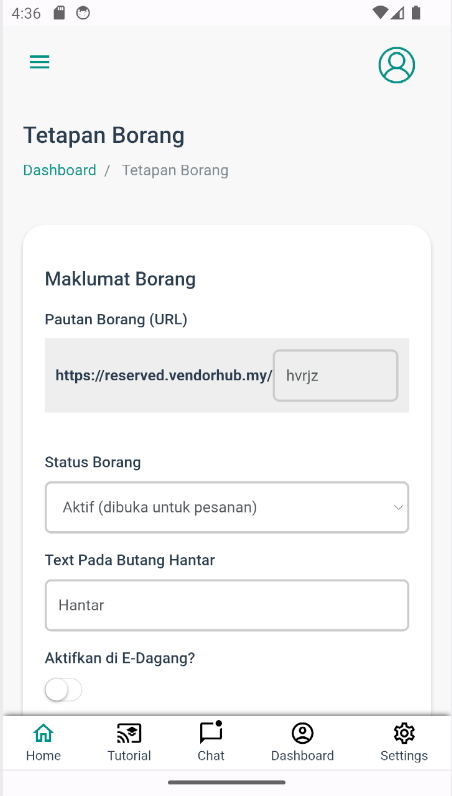 4:36
Tetapan Borang
Dashboard / Tetapan Borang
Maklumat Borang
Pautan Borang (URL)
https://reserved.vendorhub.my/ hvrjz
Status Borang
Aktif (dibuka untuk pesanan)
Text Pada Butang Hantar
Hantar
Aktifkan di E-Dagang?
Home Tutorial Chat Dashboard Settings